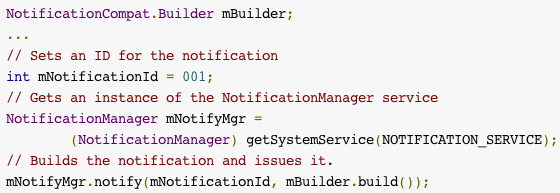 NotificationCompat.Builder mBuilder;
...
// Sets an ID for the notification
int mNotificationId = 001;
// Gets an instance of the NotificationManager service
NotificationManager mNotifyMgr =
        (NotificationManager) getSystemService(NOTIFICATION_SERVICE);
// Builds the notification and issues it.
mNotifyMgr.notify(mNotificationId, mBuilder.build());